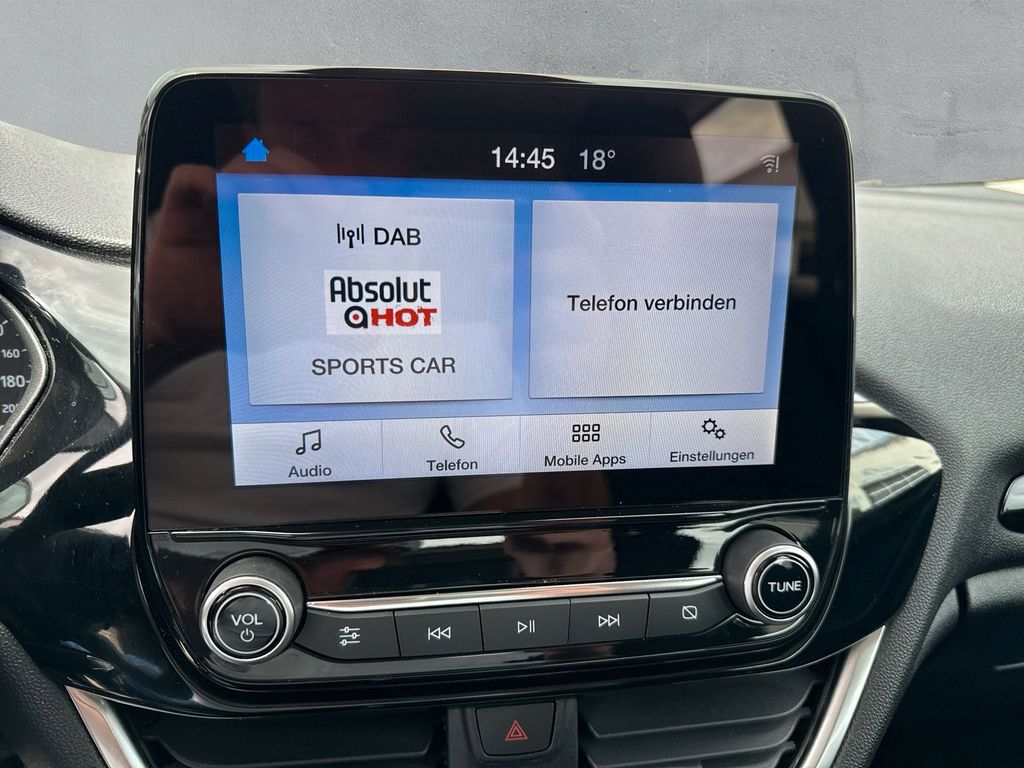 14:45 18°
DAB
Absolut
HOT
SPORTS CAR
Telefon verbinden
Audio
Telefon
Mobile Apps
Einstellungen
160
180
VOL
TUNE